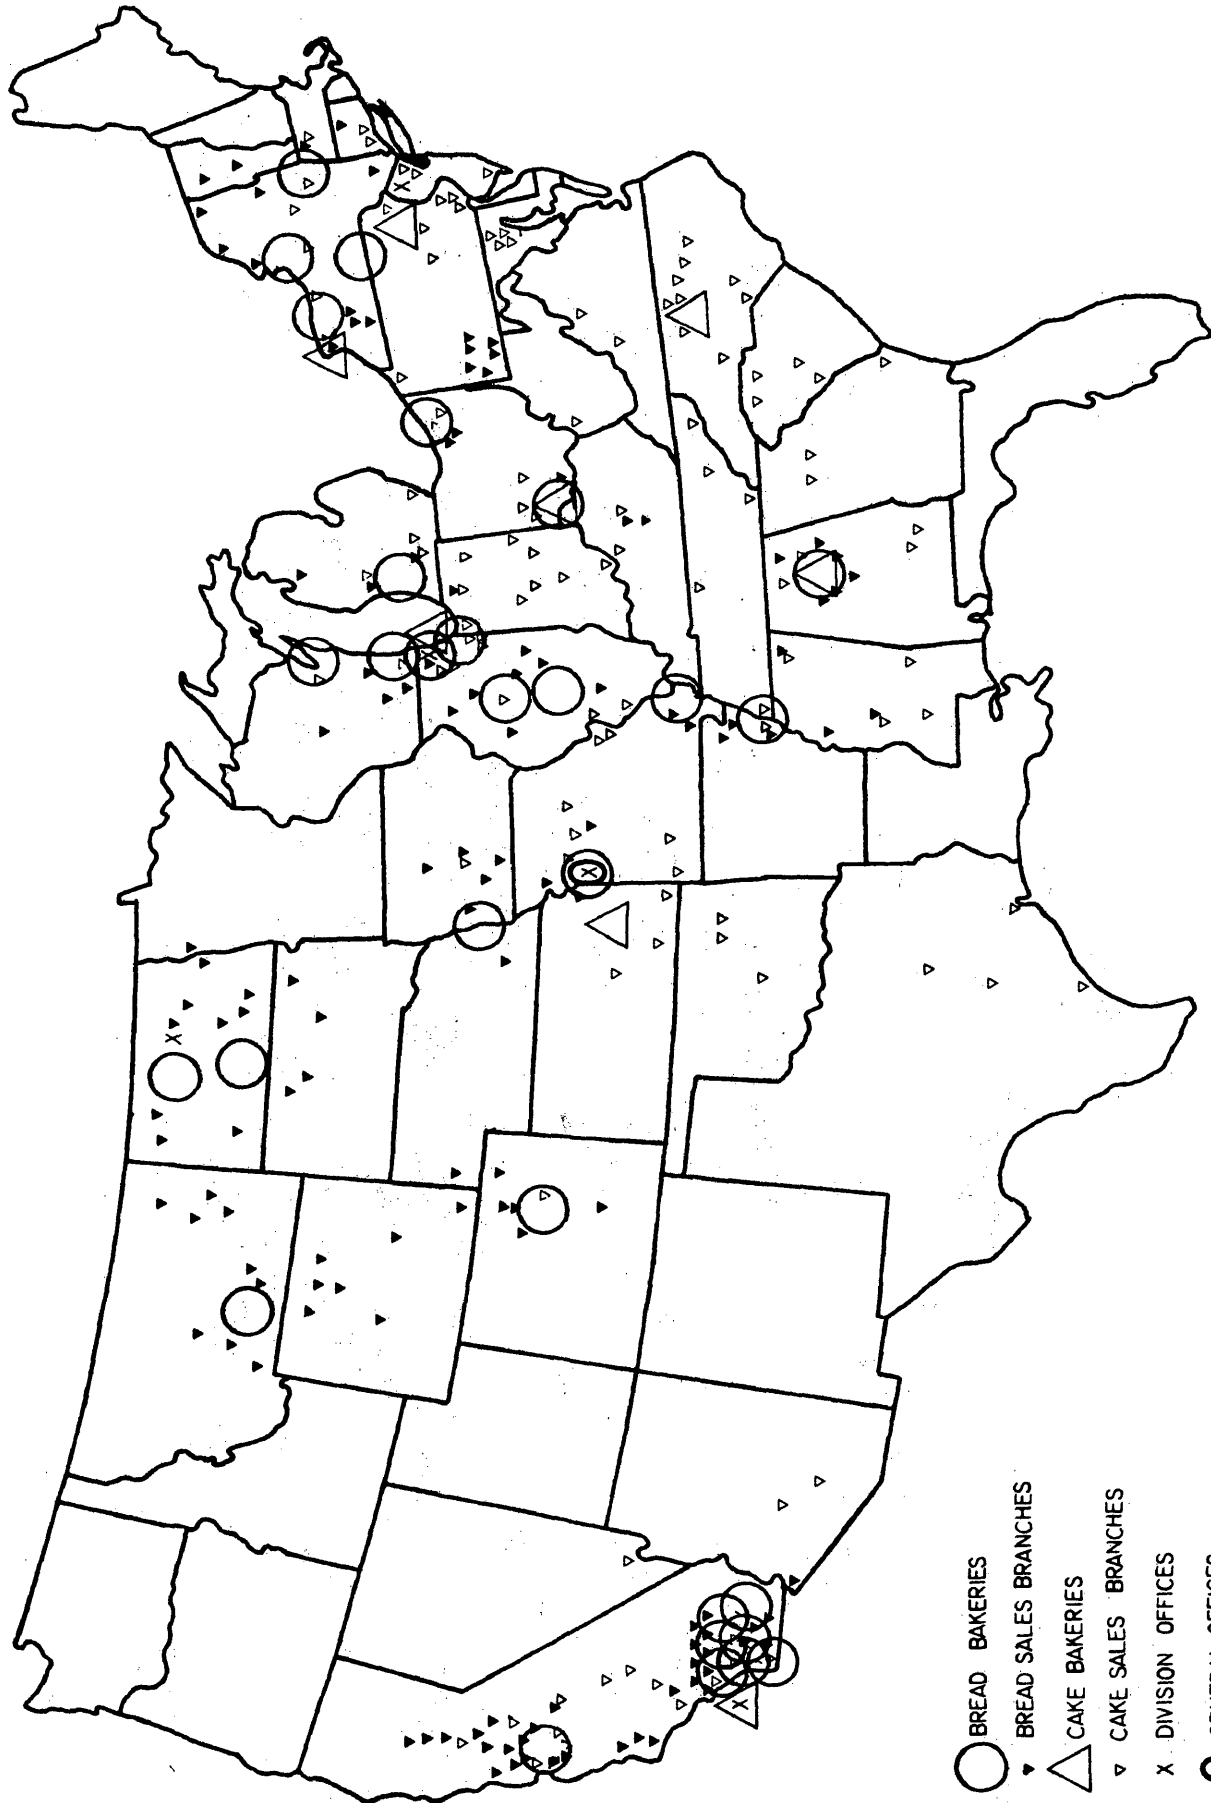 BREAD BAKERIES
BREAD SALES BRANCHES
CAKE BAKERIES
CAKE SALES BRANCHES
X DIVISION OFFICES